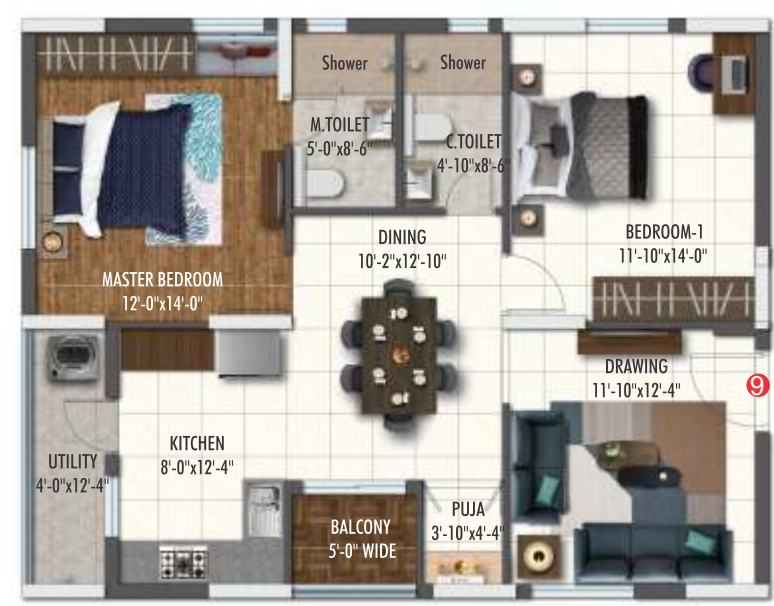 Shower
Shower
M.TOILET
5'-0"x8'-6"
C.TOILET
4'-10"x8'-6"
DINING
10'-2"x12'-10"
BEDROOM-1
11'-10"x14'-0"
MASTER BEDROOM
12'-0"x14'-0"
DRAWING
11'-10"x12'-4"
9
KITCHEN
8'-0"x12'-4"
UTILITY
4'-0"x12'-4"
BALCONY
5'-0" WIDE
PUJA
3'-10"x4'-4"